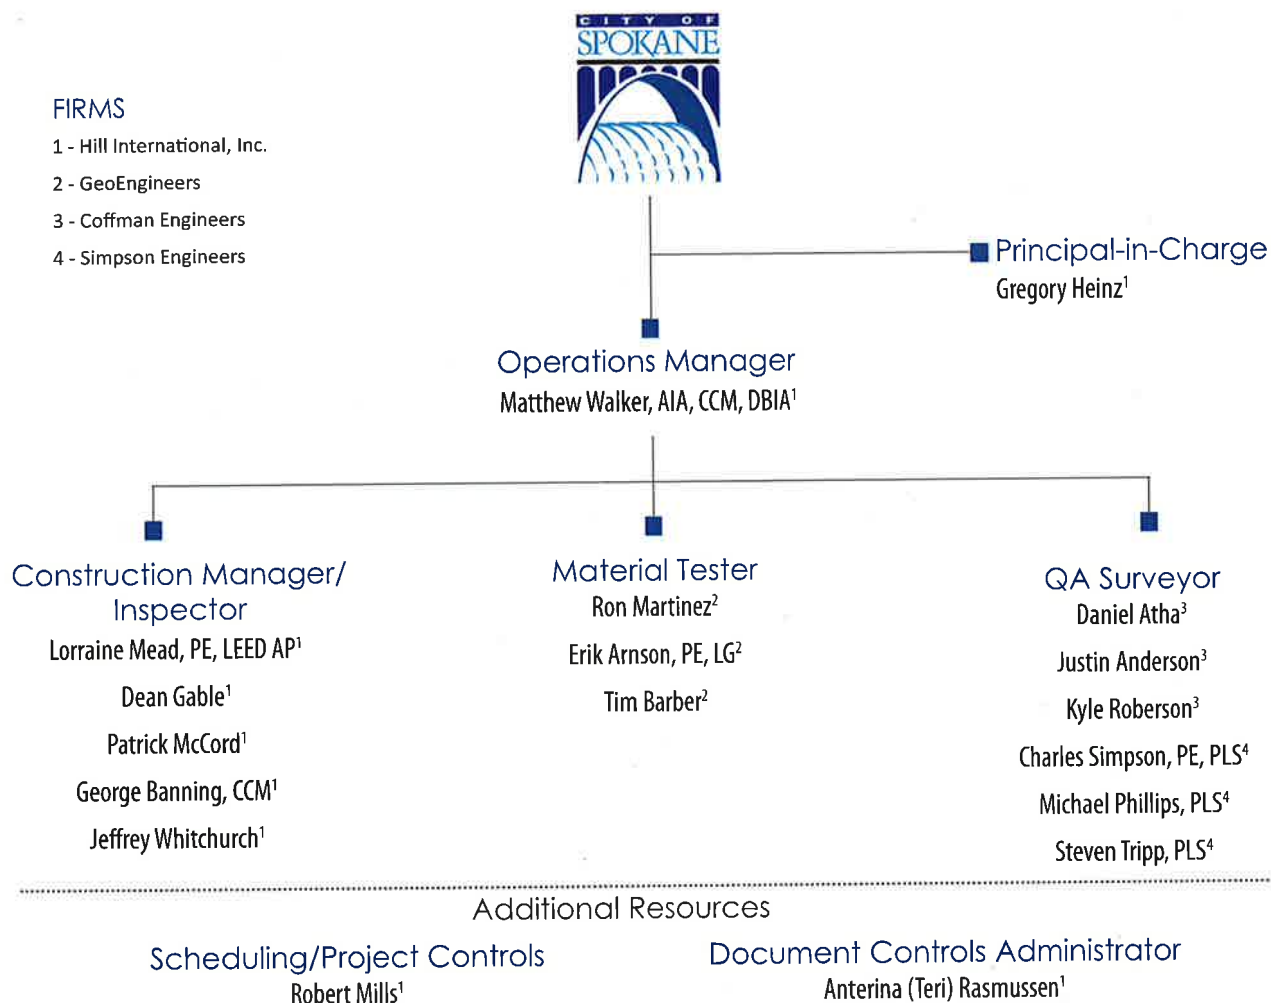 CITY OF
SPOKANE
FIRMS
1 - Hill International, Inc.
2 - GeoEngineers
3 - Coffman Engineers
4 - Simpson Engineers
Principal-in-Charge
Gregory Heinz¹
Operations Manager
Matthew Walker, AIA, CCM, DBIA¹
Construction Manager/
Inspector
Lorraine Mead, PE, LEED AP¹
Dean Gable¹
Patrick McCord¹
George Banning, CCM¹
Jeffrey Whitchurch¹
Material Tester
Ron Martinez²
Erik Arnson, PE, LG²
Tim Barber²
QA Surveyor
Daniel Atha³
Justin Anderson³
Kyle Roberson³
Charles Simpson, PE, PLS⁴
Michael Phillips, PLS⁴
Steven Tripp, PLS⁴
Additional Resources
Scheduling/Project Controls
Robert Mills¹
Document Controls Administrator
Anterina (Teri) Rasmussen¹